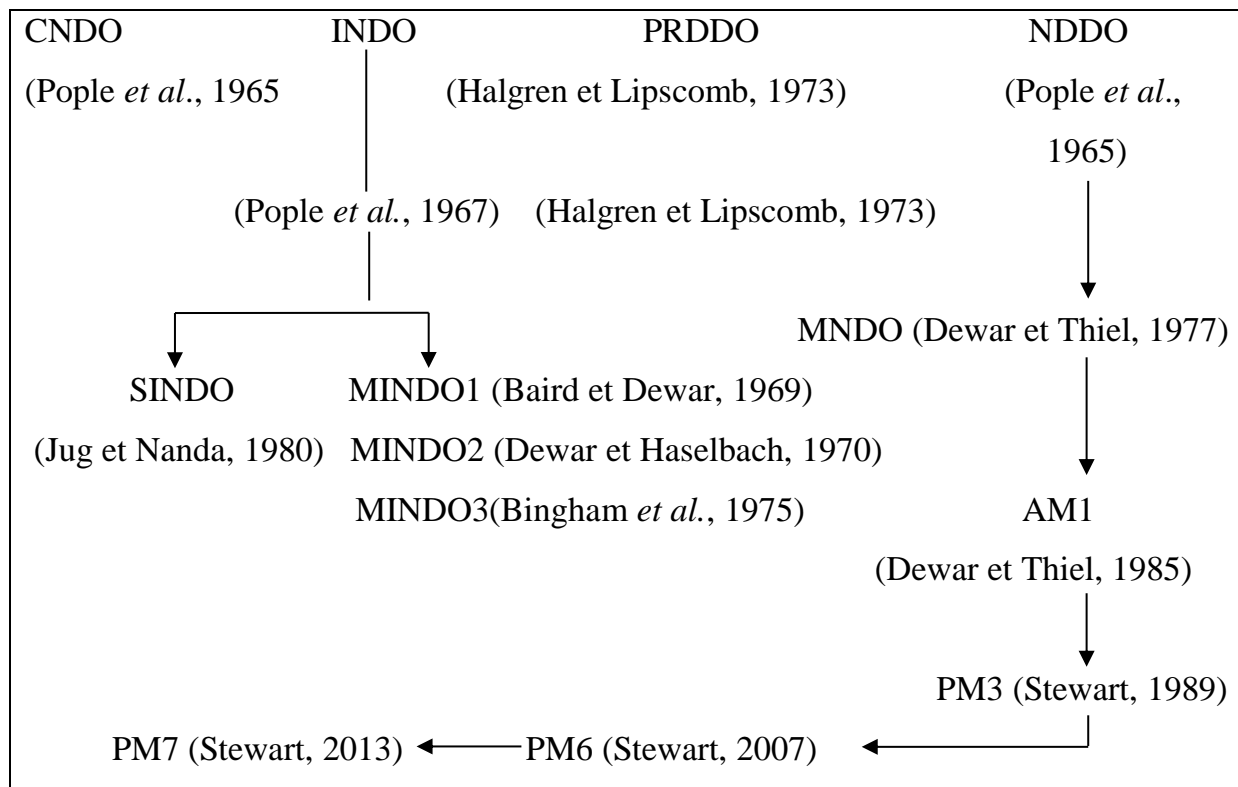 CNDO INDO PRDDO NDDO
(Pople et al., 1965 (Halgren et Lipscomb, 1973) (Pople et al.,
1965)
(Pople et al., 1967) (Halgren et Lipscomb, 1973)
MNDO (Dewar et Thiel, 1977)
SINDO MINDO1 (Baird et Dewar, 1969)
(Jug et Nanda, 1980) MINDO2 (Dewar et Haselbach, 1970)
MINDO3(Bingham et al., 1975) AM1
(Dewar et Thiel, 1985)
PM3 (Stewart, 1989)
PM7 (Stewart, 2013) PM6 (Stewart, 2007)